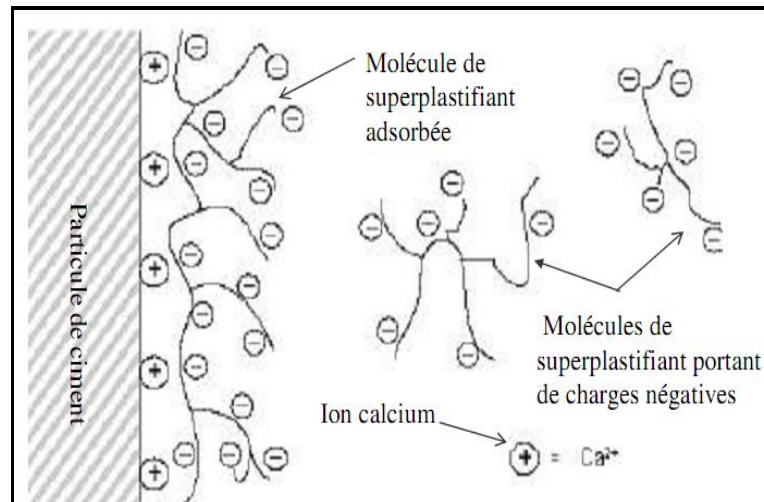 Particule de ciment
Molécule de
superplastifiant
adsorbée
Molécules de
superplastifiant portant
de charges négatives
Ion calcium
+ = Ca²⁺